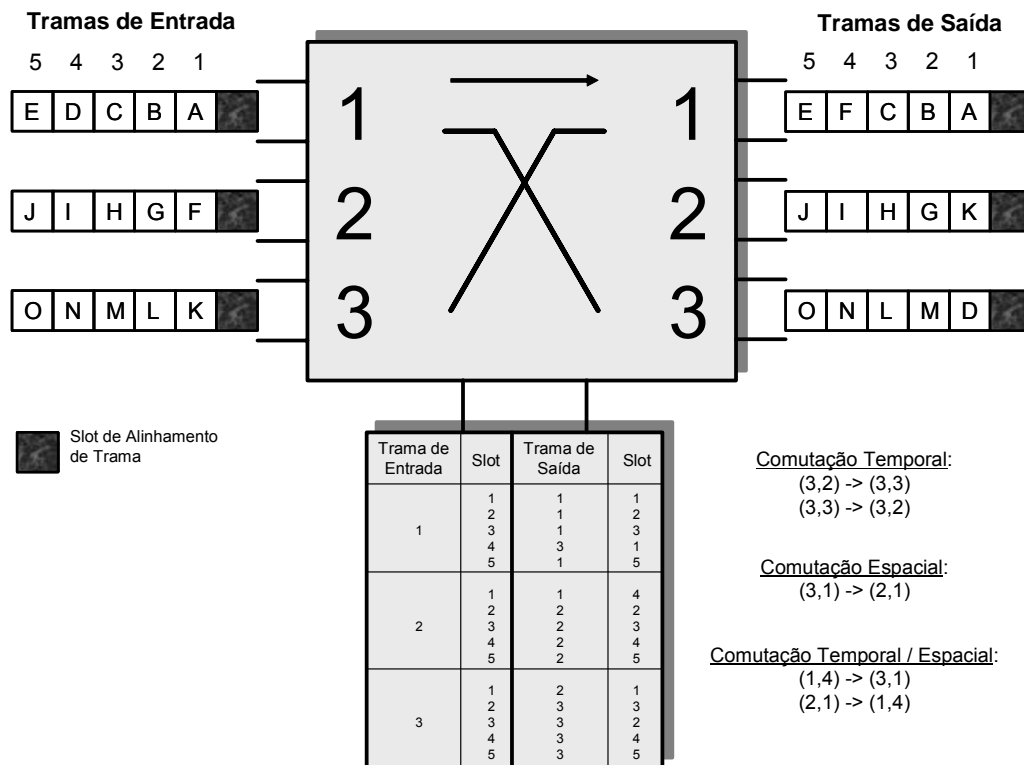 Tramas de Entrada
5 4 3 2 1
E D C B A
J I H G F
O N M L K
1
2
3
1
2
3
Tramas de Saída
5 4 3 2 1
E F C B A
J I H G K
O N L M D
Slot de Alinhamento
de Trama
Trama de Entrada Slot Trama de Saída Slot
1
1 1 1
2 1 2
3 1 3
4 3 1
5 1 5
2
1 1 4
2 2 2
3 2 3
4 2 4
5 2 5
3
1 2 1
2 3 3
3 3 2
4 3 4
5 3 5
Comutação Temporal:
(3,2) -> (3,3)
(3,3) -> (3,2)
Comutação Espacial:
(3,1) -> (2,1)
Comutação Temporal / Espacial:
(1,4) -> (3,1)
(2,1) -> (1,4)